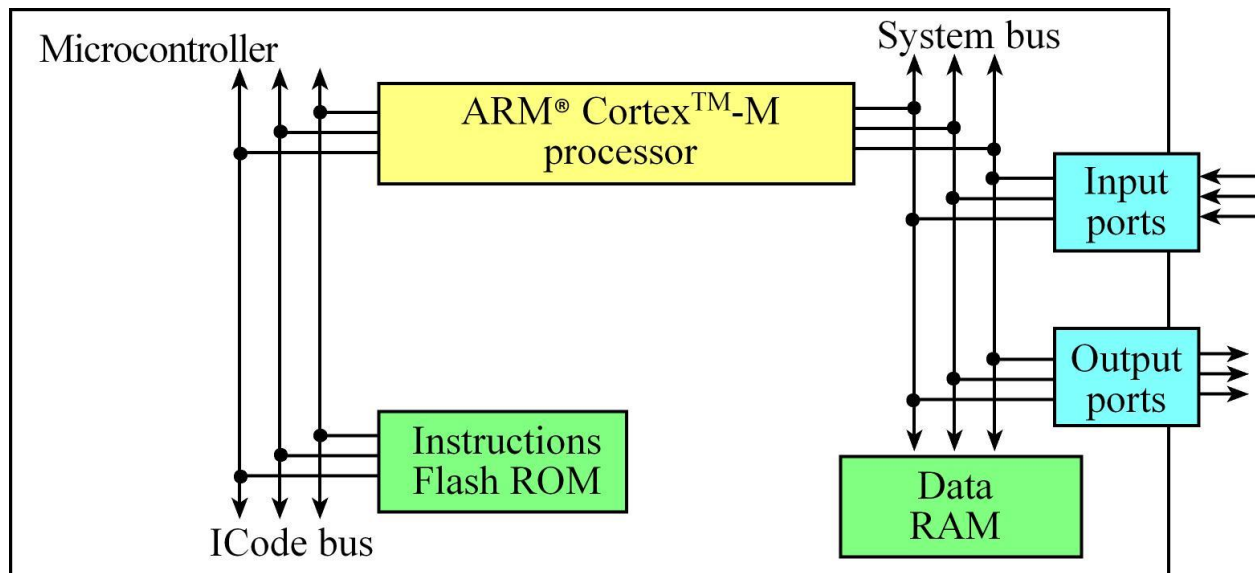 Microcontroller
System bus
ARM® Cortex™-M
processor
Input
ports
Output
ports
Instructions
Flash ROM
Data
RAM
ICode bus